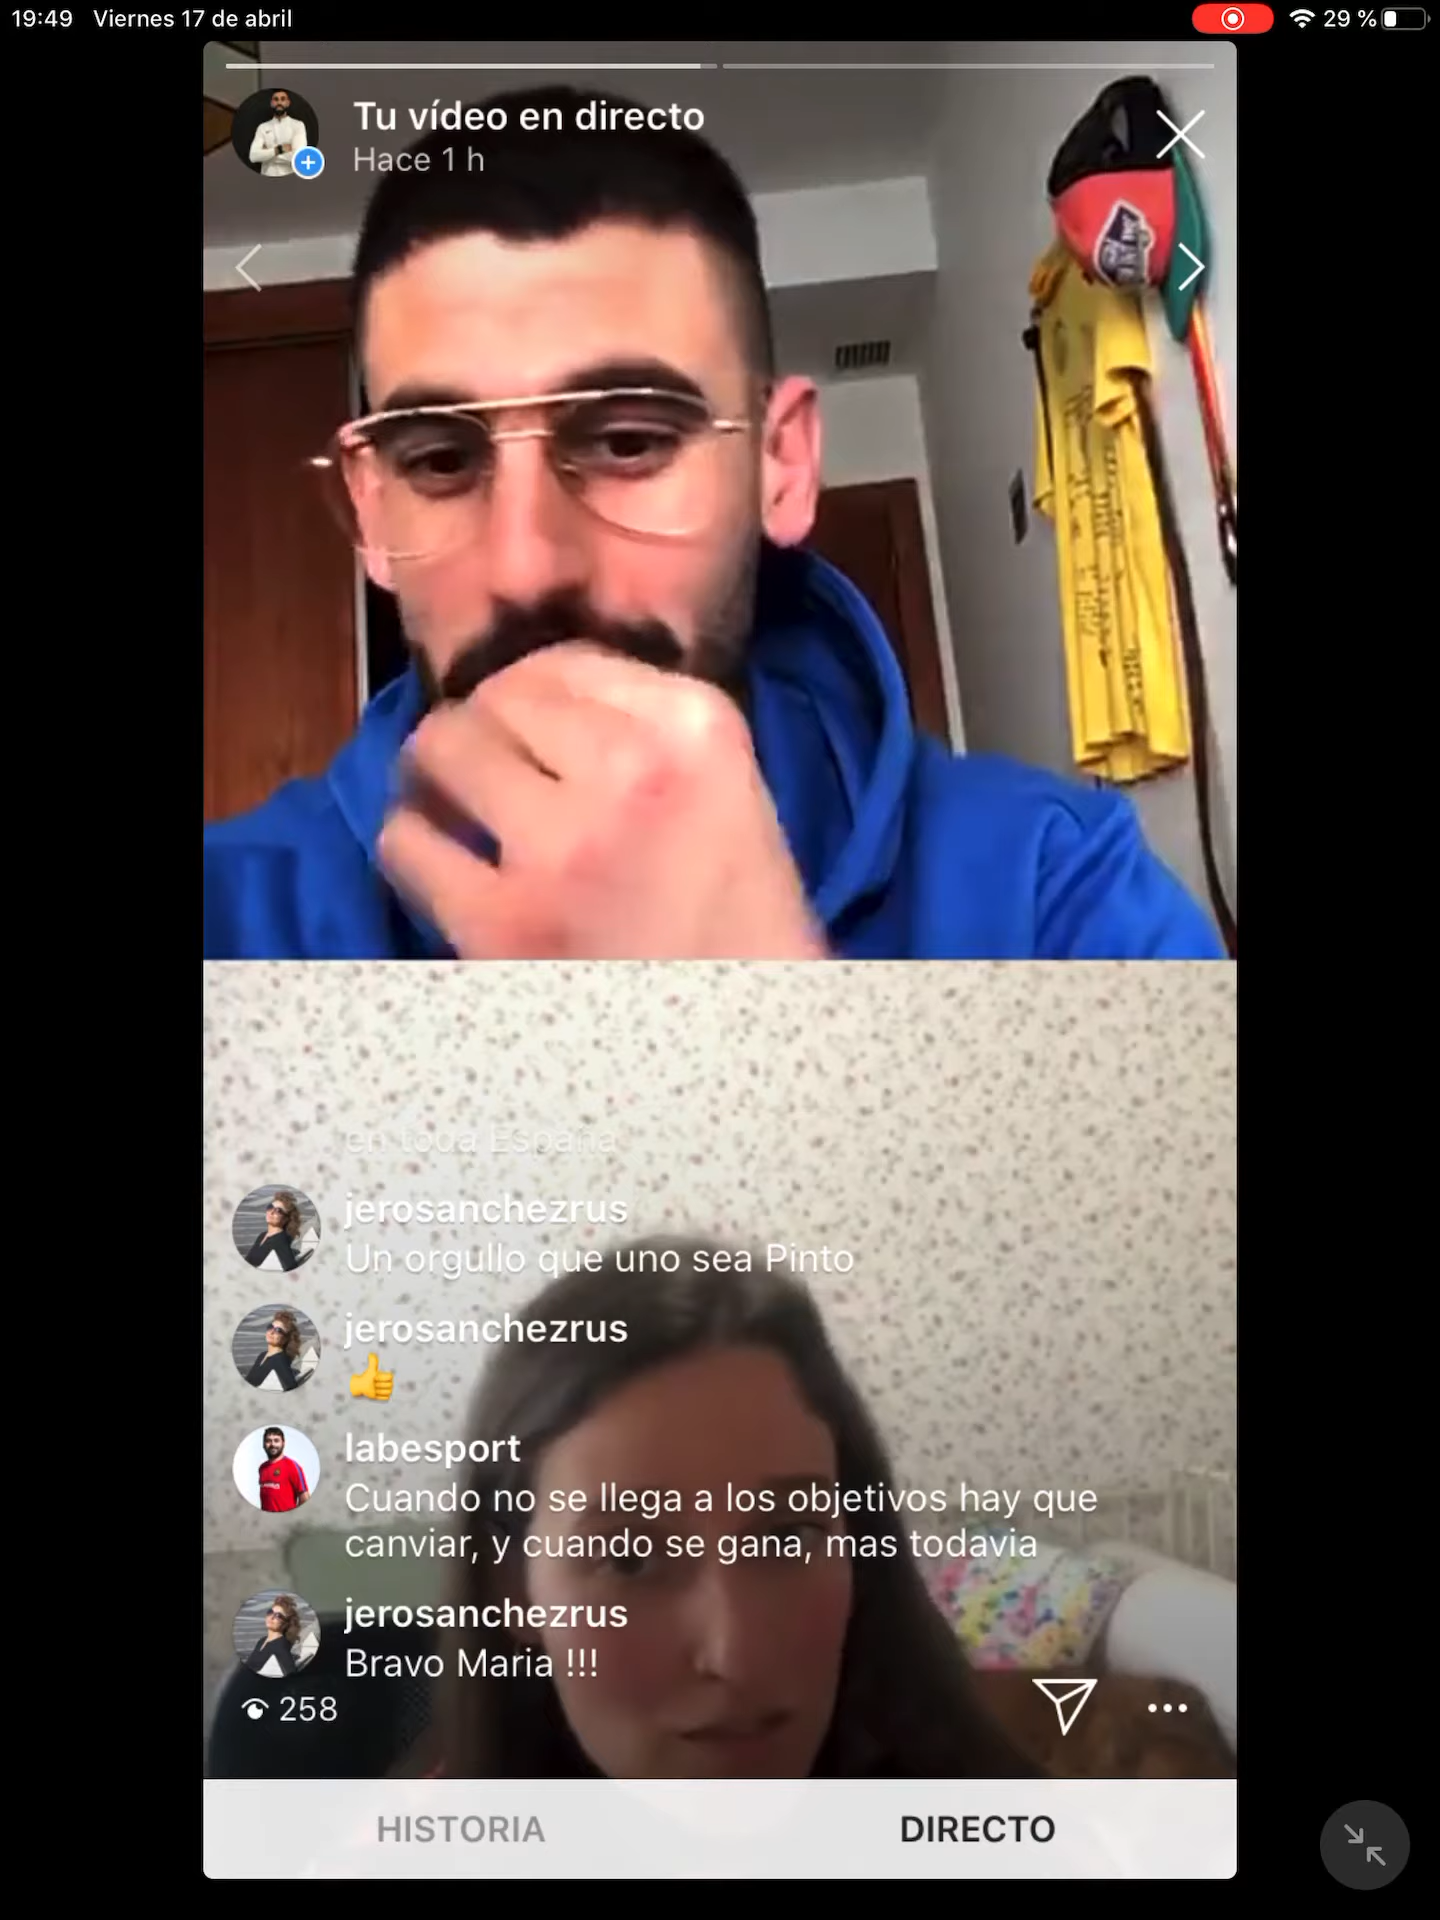 19:49 Viernes 17 de abril
29 %
Tu vídeo en directo
Hace 1 h
en toda España
jerosanchezrus
Un orgullo que uno sea Pinto
jerosanchezrus
👍
labesport
Cuando no se llega a los objetivos hay que
canviar, y cuando se gana, mas todavia
jerosanchezrus
Bravo Maria !!!
258
HISTORIA
DIRECTO